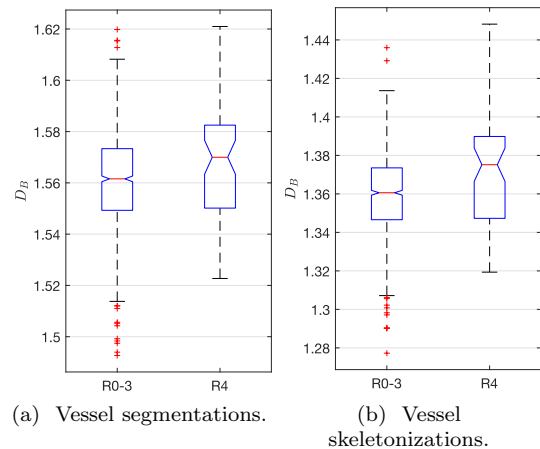 1.62
1.6
1.58
1.56
1.54
1.52
1.5
D_B
R0-3 R4
(a) Vessel segmentations.
1.44
1.42
1.4
1.38
1.36
1.34
1.32
1.3
1.28
D_B
R0-3 R4
(b) Vessel
skeletonizations.